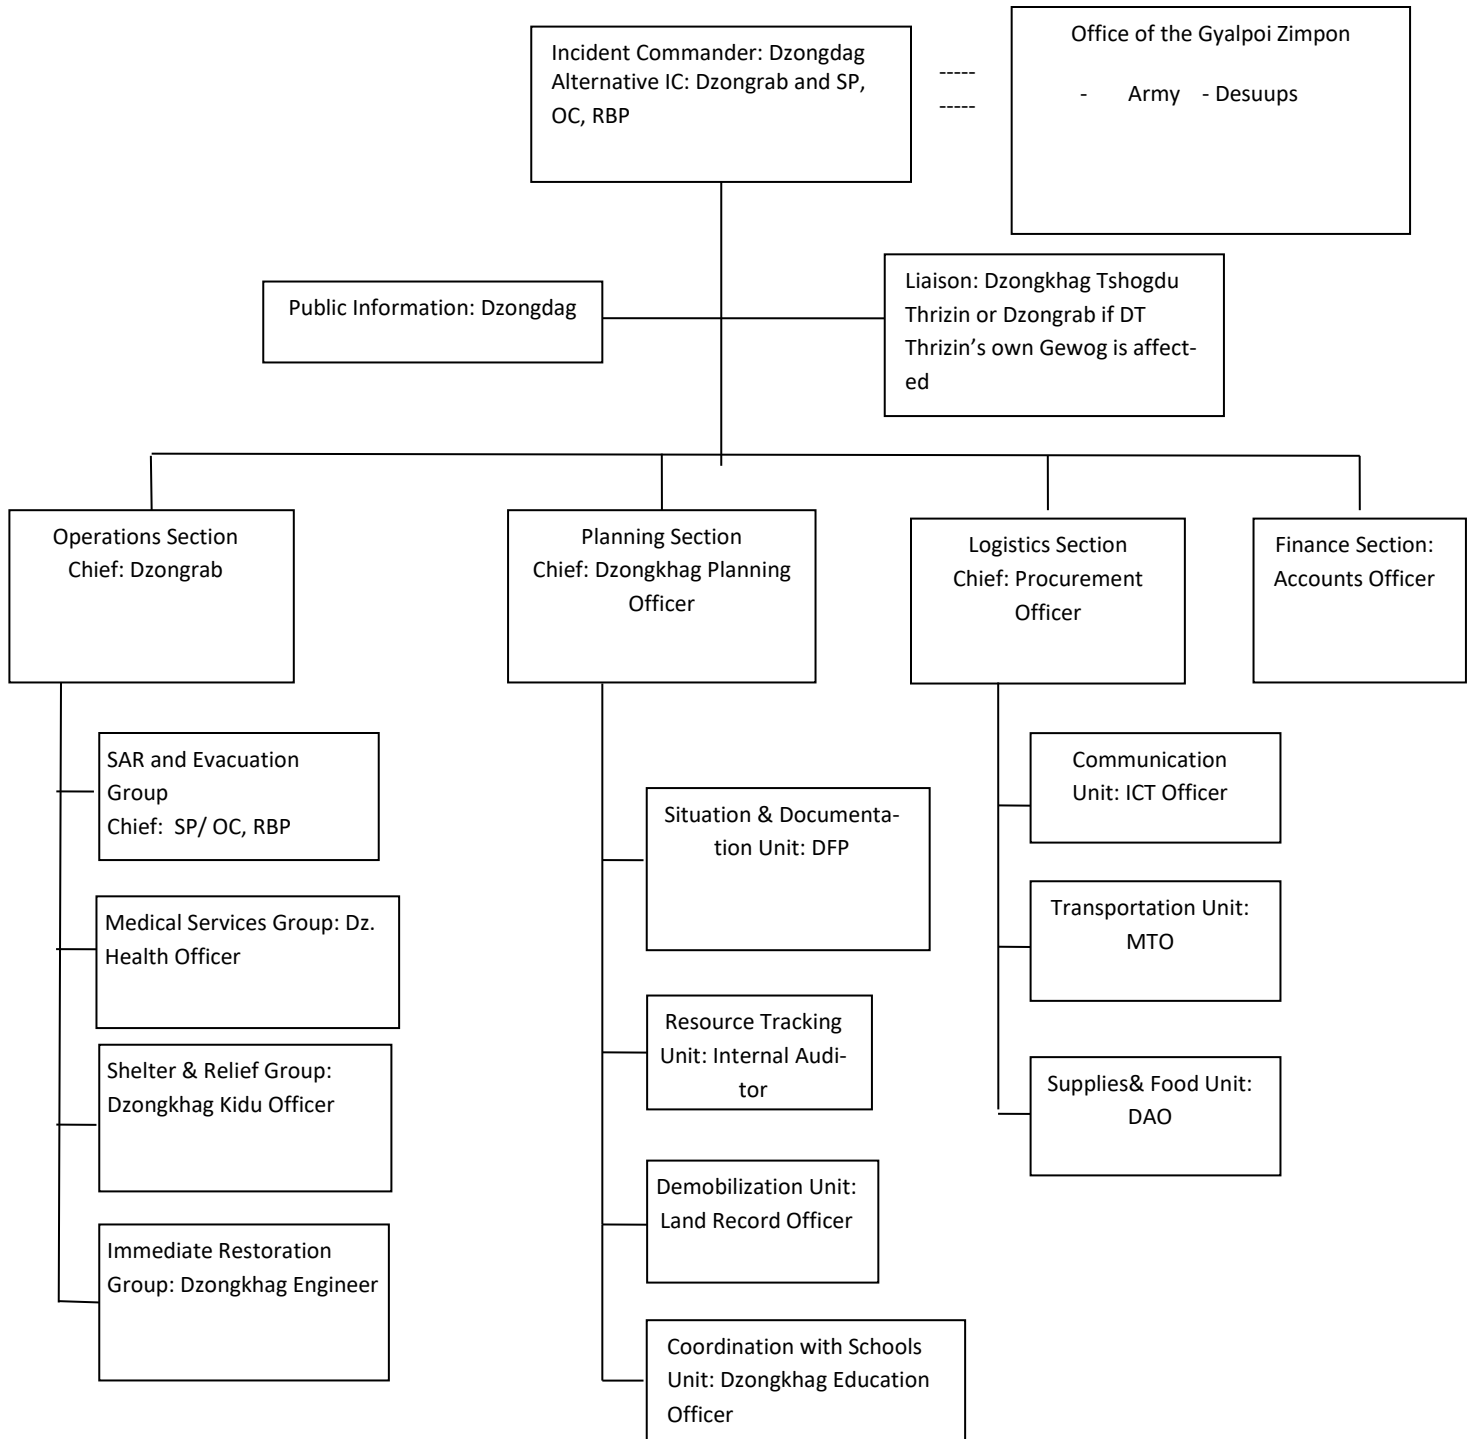 Incident Commander: Dzongdag
Alternative IC: Dzongrab and SP,
OC, RBP
-----
-----
Office of the Gyalpoi Zimpon
- Army - Desuups
Public Information: Dzongdag
Liaison: Dzongkhag Tshogdu
Thrizin or Dzongrab if DT
Thrizin’s own Gewog is affect-
ed
Operations Section
Chief: Dzongrab
Planning Section
Chief: Dzongkhag Planning
Officer
Logistics Section
Chief: Procurement
Officer
Finance Section:
Accounts Officer
SAR and Evacuation
Group
Chief:  SP/ OC, RBP
Medical Services Group: Dz.
Health Officer
Shelter & Relief Group:
Dzongkhag Kidu Officer
Immediate Restoration
Group: Dzongkhag Engineer
Situation & Documenta-
tion Unit: DFP
Resource Tracking
Unit: Internal Audi-
tor
Demobilization Unit:
Land Record Officer
Coordination with Schools
Unit: Dzongkhag Education
Officer
Communication
Unit: ICT Officer
Transportation Unit:
MTO
Supplies& Food Unit:
DAO